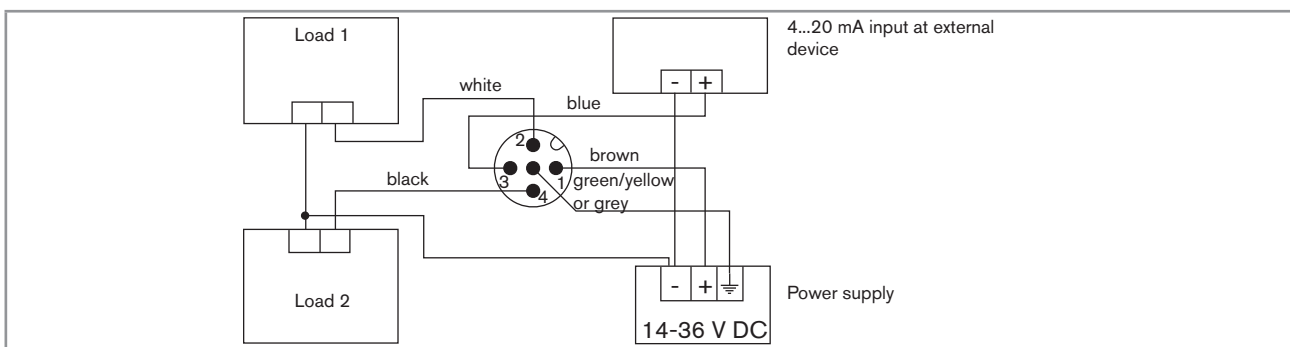 Load 1
4...20 mA input at external
device
- +
white
blue
2
brown
3
1
green/yellow
black
4
or grey
Load 2
- +
Power supply
14-36 V DC